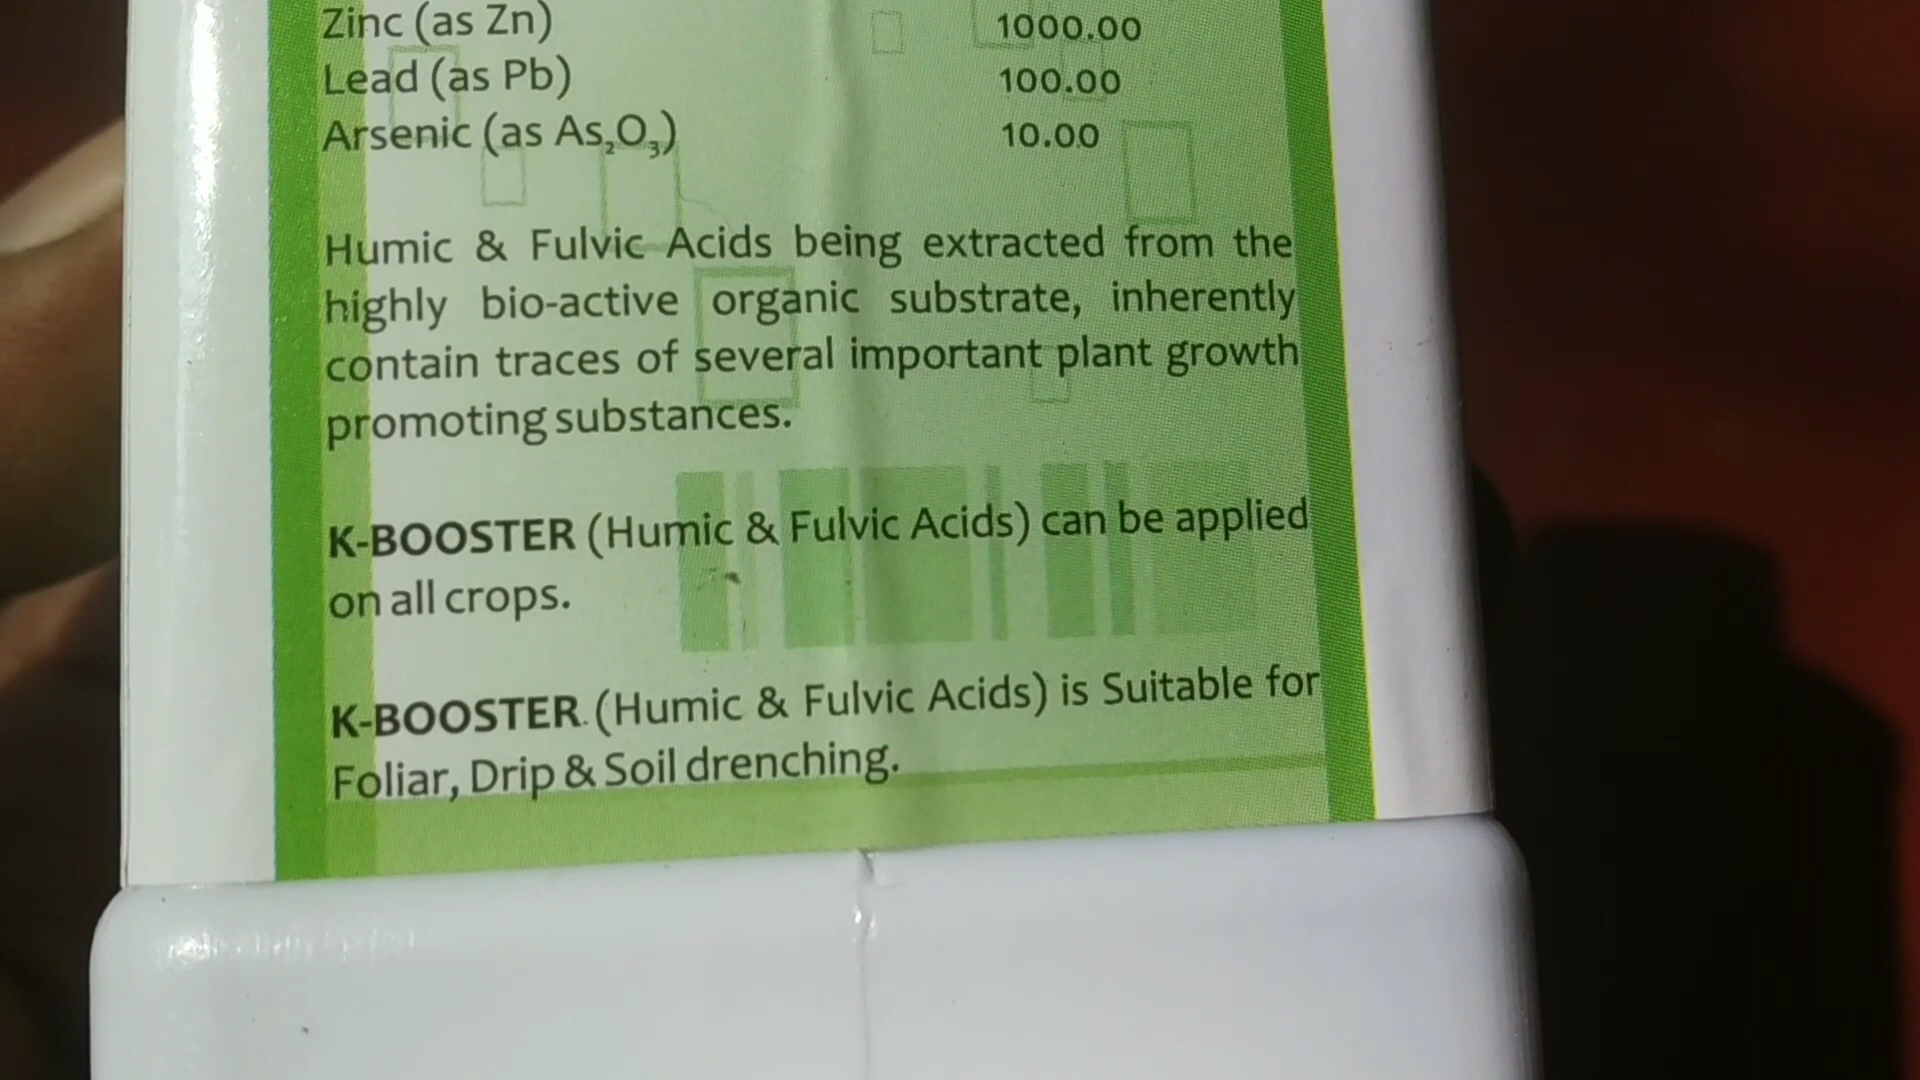 Zinc (as Zn) 1000.00
Lead (as Pb) 100.00
Arsenic (as As₂O₃) 10.00
Humic & Fulvic Acids being extracted from the
highly bio-active organic substrate, inherently
contain traces of several important plant growth
promoting substances.
K-BOOSTER (Humic & Fulvic Acids) can be applied
on all crops.
K-BOOSTER (Humic & Fulvic Acids) is Suitable for
Foliar, Drip & Soil drenching.